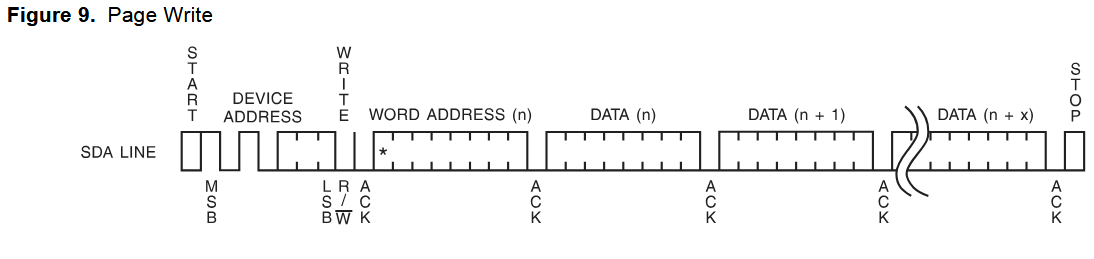 Figure 9. Page Write
START
WRITE
STOP
DEVICE
ADDRESS
WORD ADDRESS (n)
DATA (n)
DATA (n + 1)
DATA (n + x)
SDA LINE
*
MSB
LSB
R/W
ACK
ACK
ACK
ACK
ACK